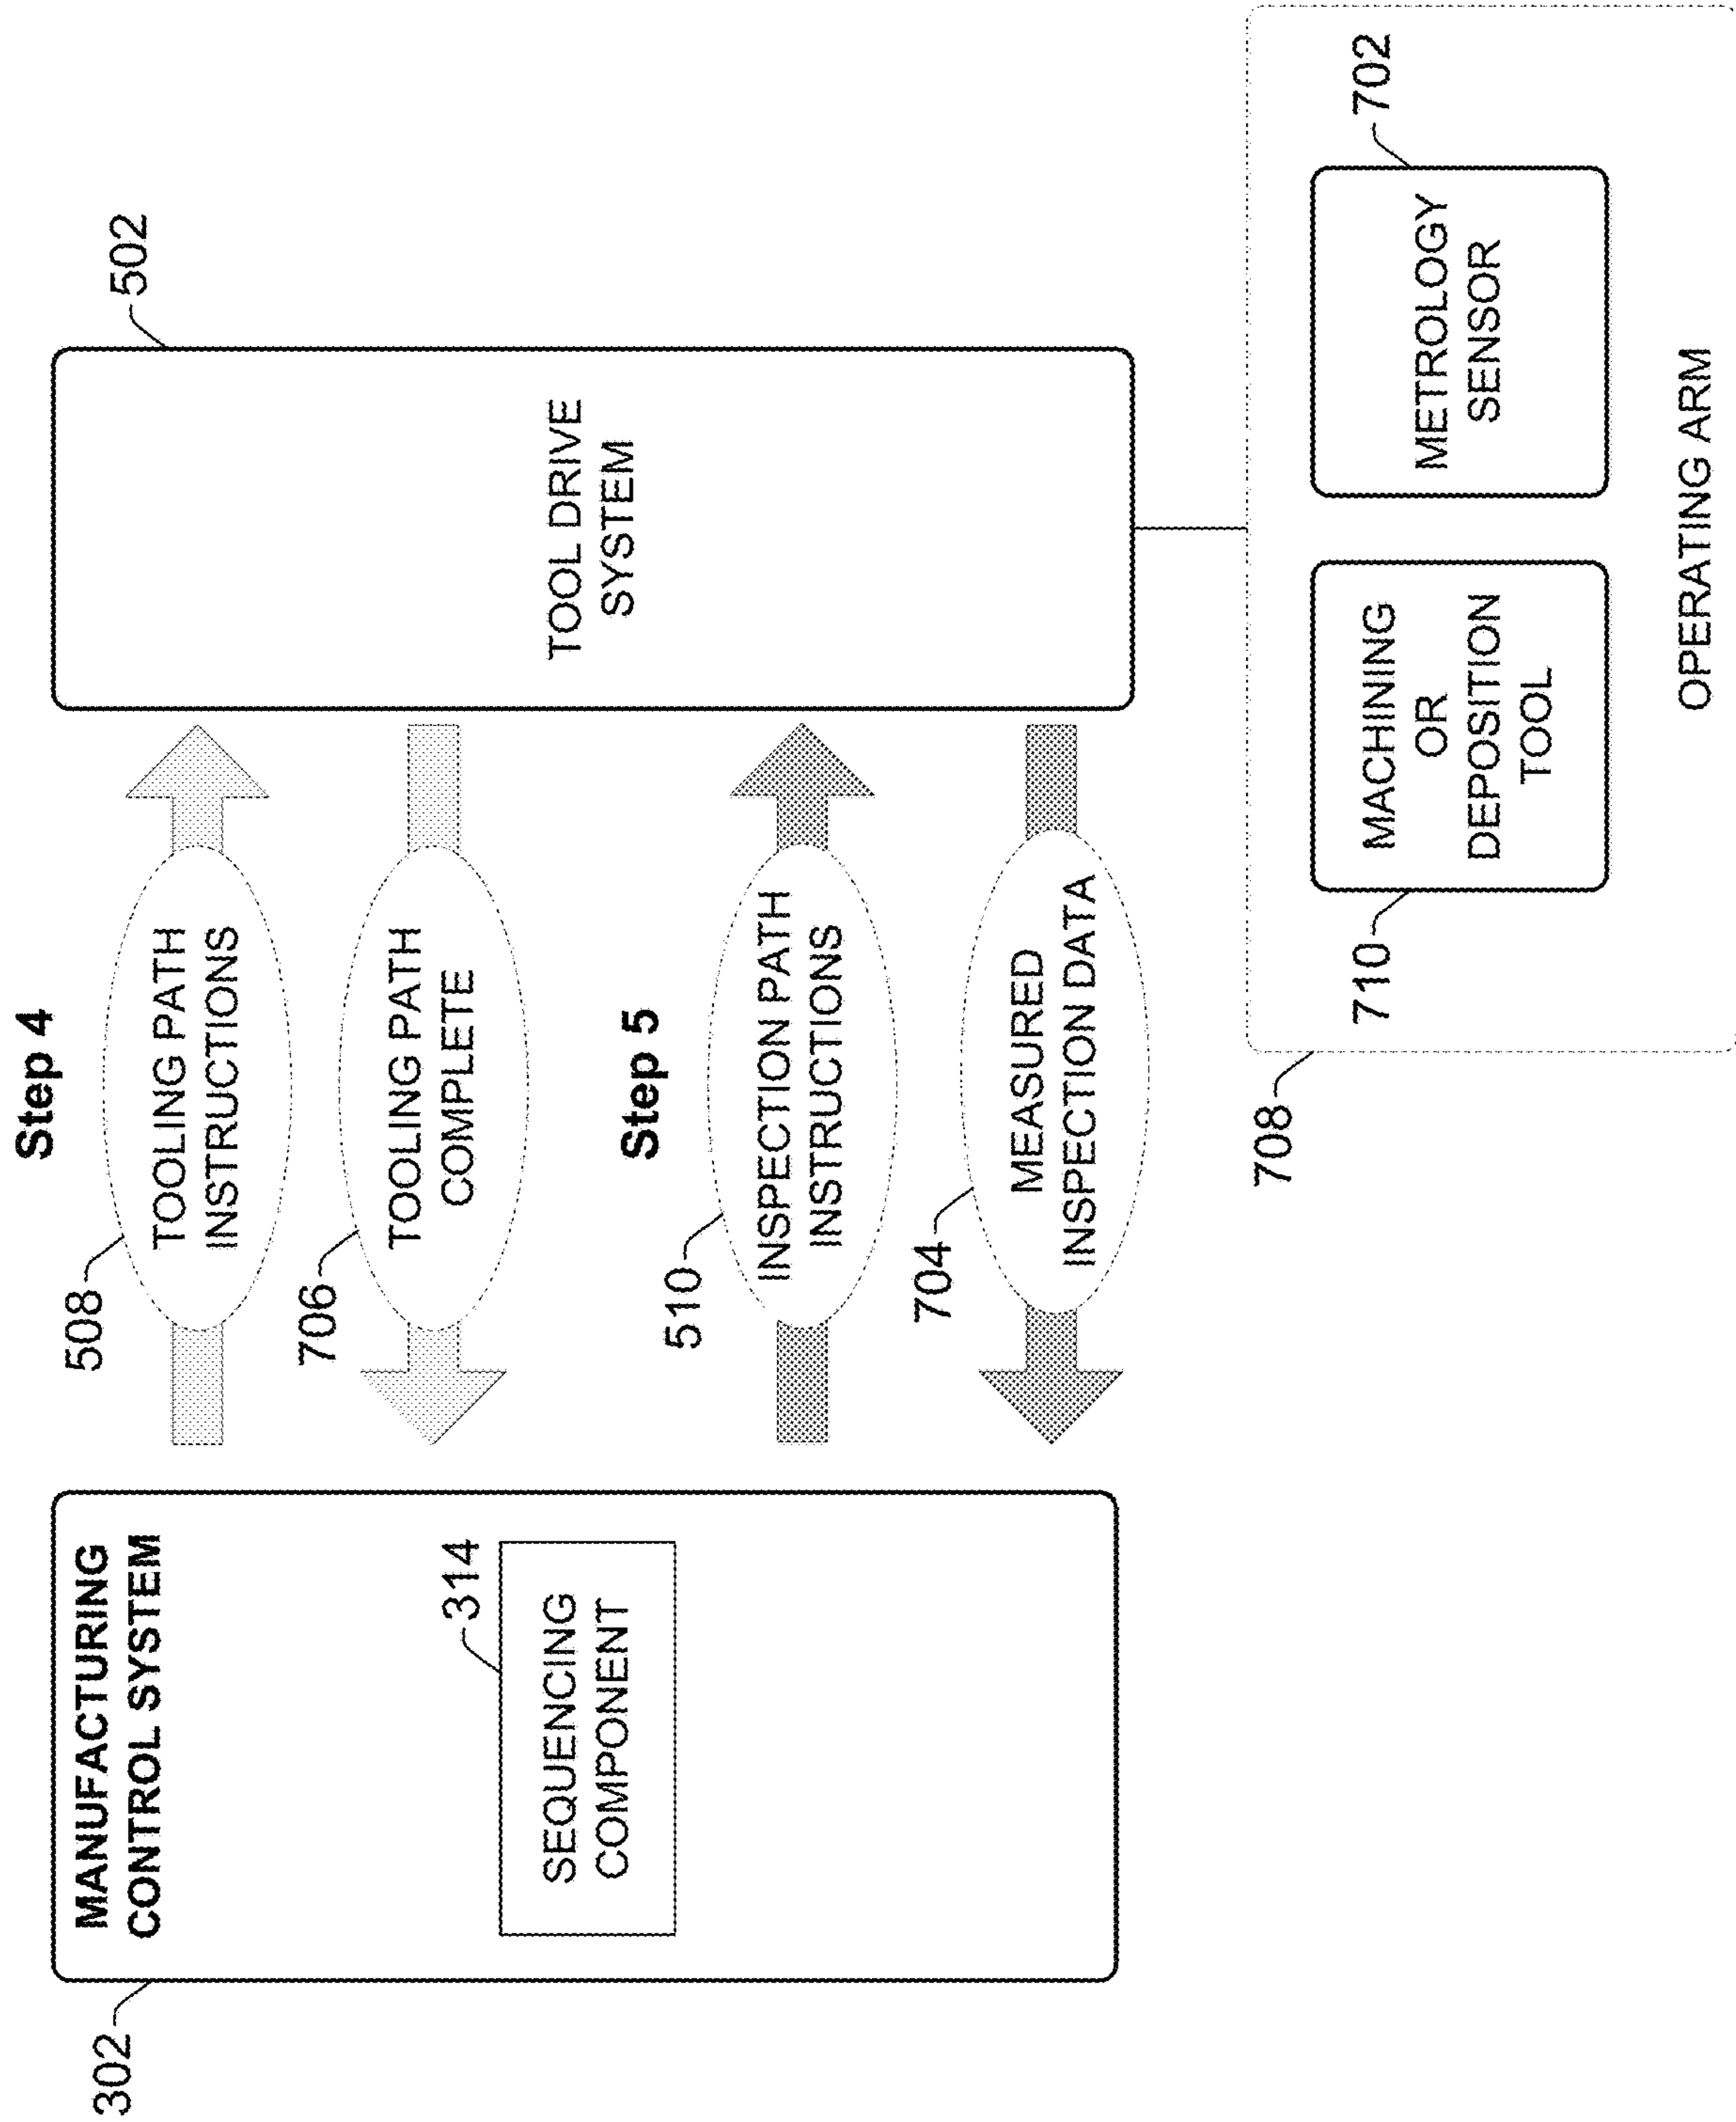 302
MANUFACTURING
CONTROL SYSTEM
314
SEQUENCING
COMPONENT
Step 4
508
TOOLING PATH
INSTRUCTIONS
706
TOOLING PATH
COMPLETE
Step 5
510
INSPECTION PATH
INSTRUCTIONS
704
MEASURED
INSPECTION DATA
502
TOOL DRIVE
SYSTEM
708
710
MACHINING
OR
DEPOSITION
TOOL
702
METROLOGY
SENSOR
OPERATING ARM